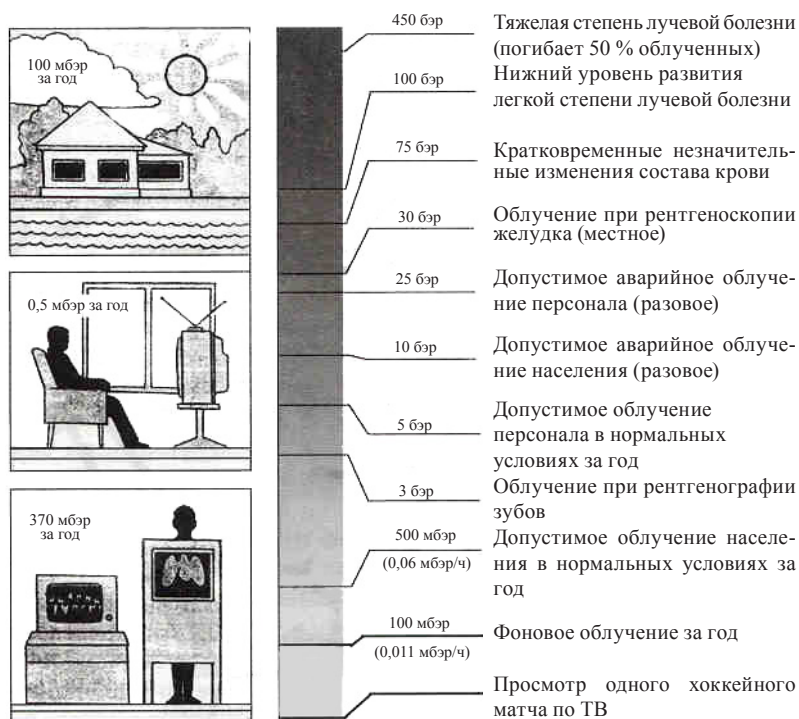 100 мбэр
за год
0,5 мбэр за год
370 мбэр
за год
450 бэр
Тяжелая степень лучевой болезни
(погибает 50 % облученных)
100 бэр
Нижний уровень развития
легкой степени лучевой болезни
75 бэр
Кратковременные незначитель-
ные изменения состава крови
30 бэр
Облучение при рентгеноскопии
желудка (местное)
25 бэр
Допустимое аварийное облуче-
ние персонала (разовое)
10 бэр
Допустимое аварийное облуче-
ние населения (разовое)
5 бэр
Допустимое облучение
персонала в нормальных
условиях за год
3 бэр
Облучение при рентгенографии
зубов
500 мбэр
(0,06 мбэр/ч)
Допустимое облучение населе-
ния в нормальных условиях за
год
100 мбэр
(0,011 мбэр/ч)
Фоновое облучение за год
Просмотр одного хоккейного
матча по ТВ